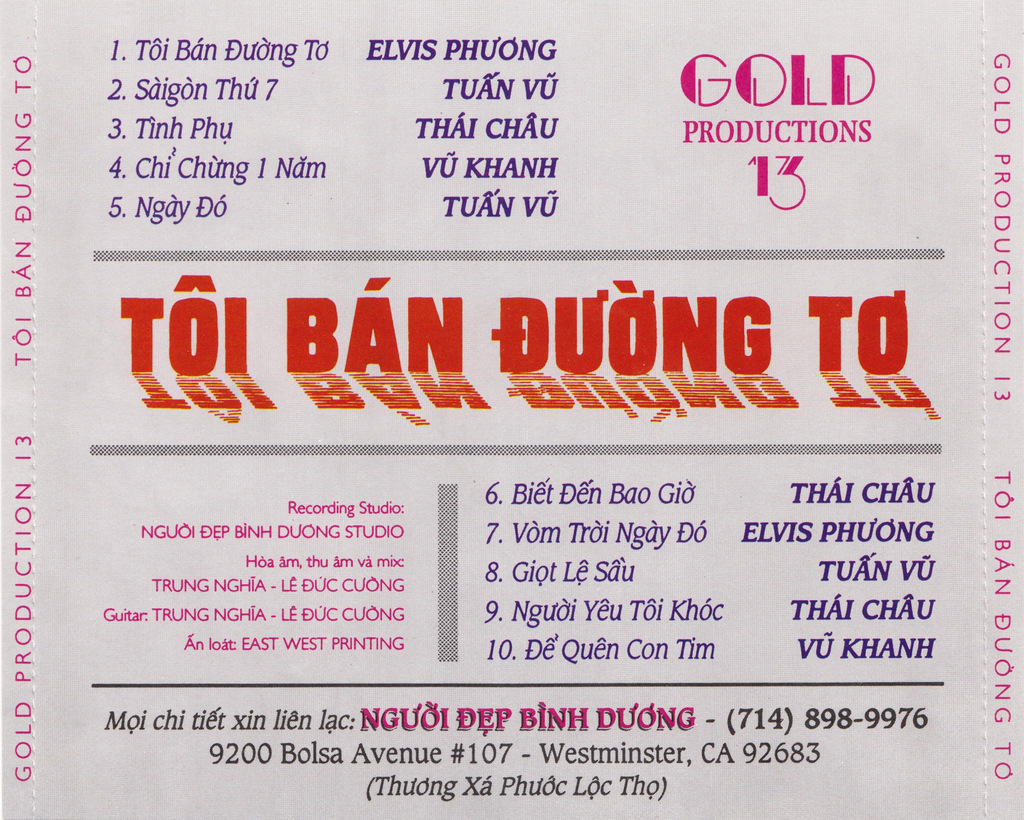 1. Tôi Bán Đường Tơ ELVIS PHƯƠNG
2. Sàigòn Thứ 7 TUẤN VŨ
3. Tình Phụ THÁI CHÂU
4. Chỉ Chừng 1 Năm VŨ KHANH
5. Ngày Đó TUẤN VŨ
GOLD
PRODUCTIONS
13
TÔI BÁN ĐƯỜNG TƠ
Recording Studio:
NGƯỜI ĐẸP BÌNH DƯƠNG STUDIO
Hòa âm, thu âm và mix:
TRUNG NGHĨA - LÊ ĐỨC CƯỜNG
Guitar: TRUNG NGHĨA - LÊ ĐỨC CƯỜNG
Ấn loát: EAST WEST PRINTING
6. Biết Đến Bao Giờ THÁI CHÂU
7. Vòm Trời Ngày Đó ELVIS PHƯƠNG
8. Giọt Lệ Sầu TUẤN VŨ
9. Người Yêu Tôi Khóc THÁI CHÂU
10. Để Quên Con Tim VŨ KHANH
Mọi chi tiết xin liên lạc: NGƯỜI ĐẸP BÌNH DƯƠNG - (714) 898-9976
9200 Bolsa Avenue #107 - Westminster, CA 92683
(Thương Xá Phước Lộc Thọ)
GOLD PRODUCTION 13 TÔI BÁN ĐƯỜNG TƠ
GOLD PRODUCTION 13 TÔI BÁN ĐƯỜNG TƠ